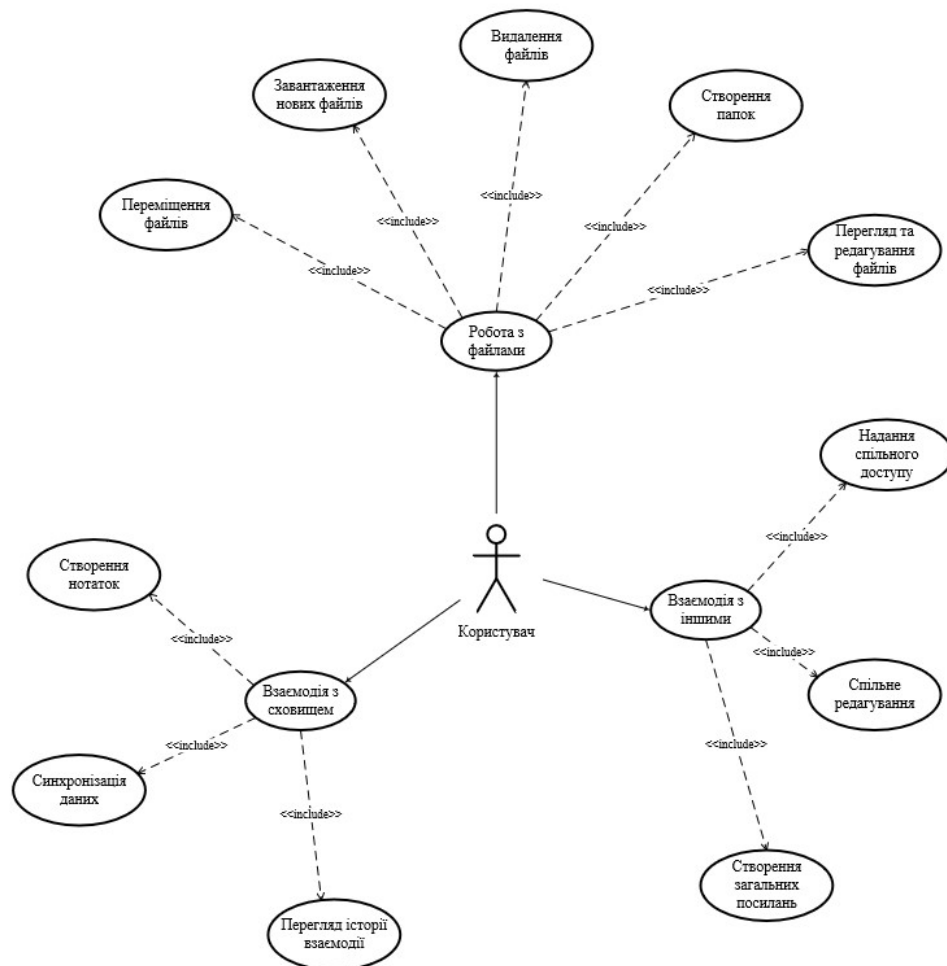 Видалення
файлів
Завантаження
нових файлів
Створення
папок
<<include>>
<<include>>
<<include>>
Переміщення
файлів
Перегляд та
редагування
файлів
<<include>>
<<include>>
Робота з
файлами
Надання
спільного
доступу
<<include>>
Створення
нотаток
Користувач
Взаємодія з
іншими
<<include>>
<<include>>
Взаємодія з
сховищем
Спільне
редагування
<<include>>
<<include>>
Синхронізація
даних
<<include>>
Створення
загальних
посилань
Перегляд історії
взаємодії